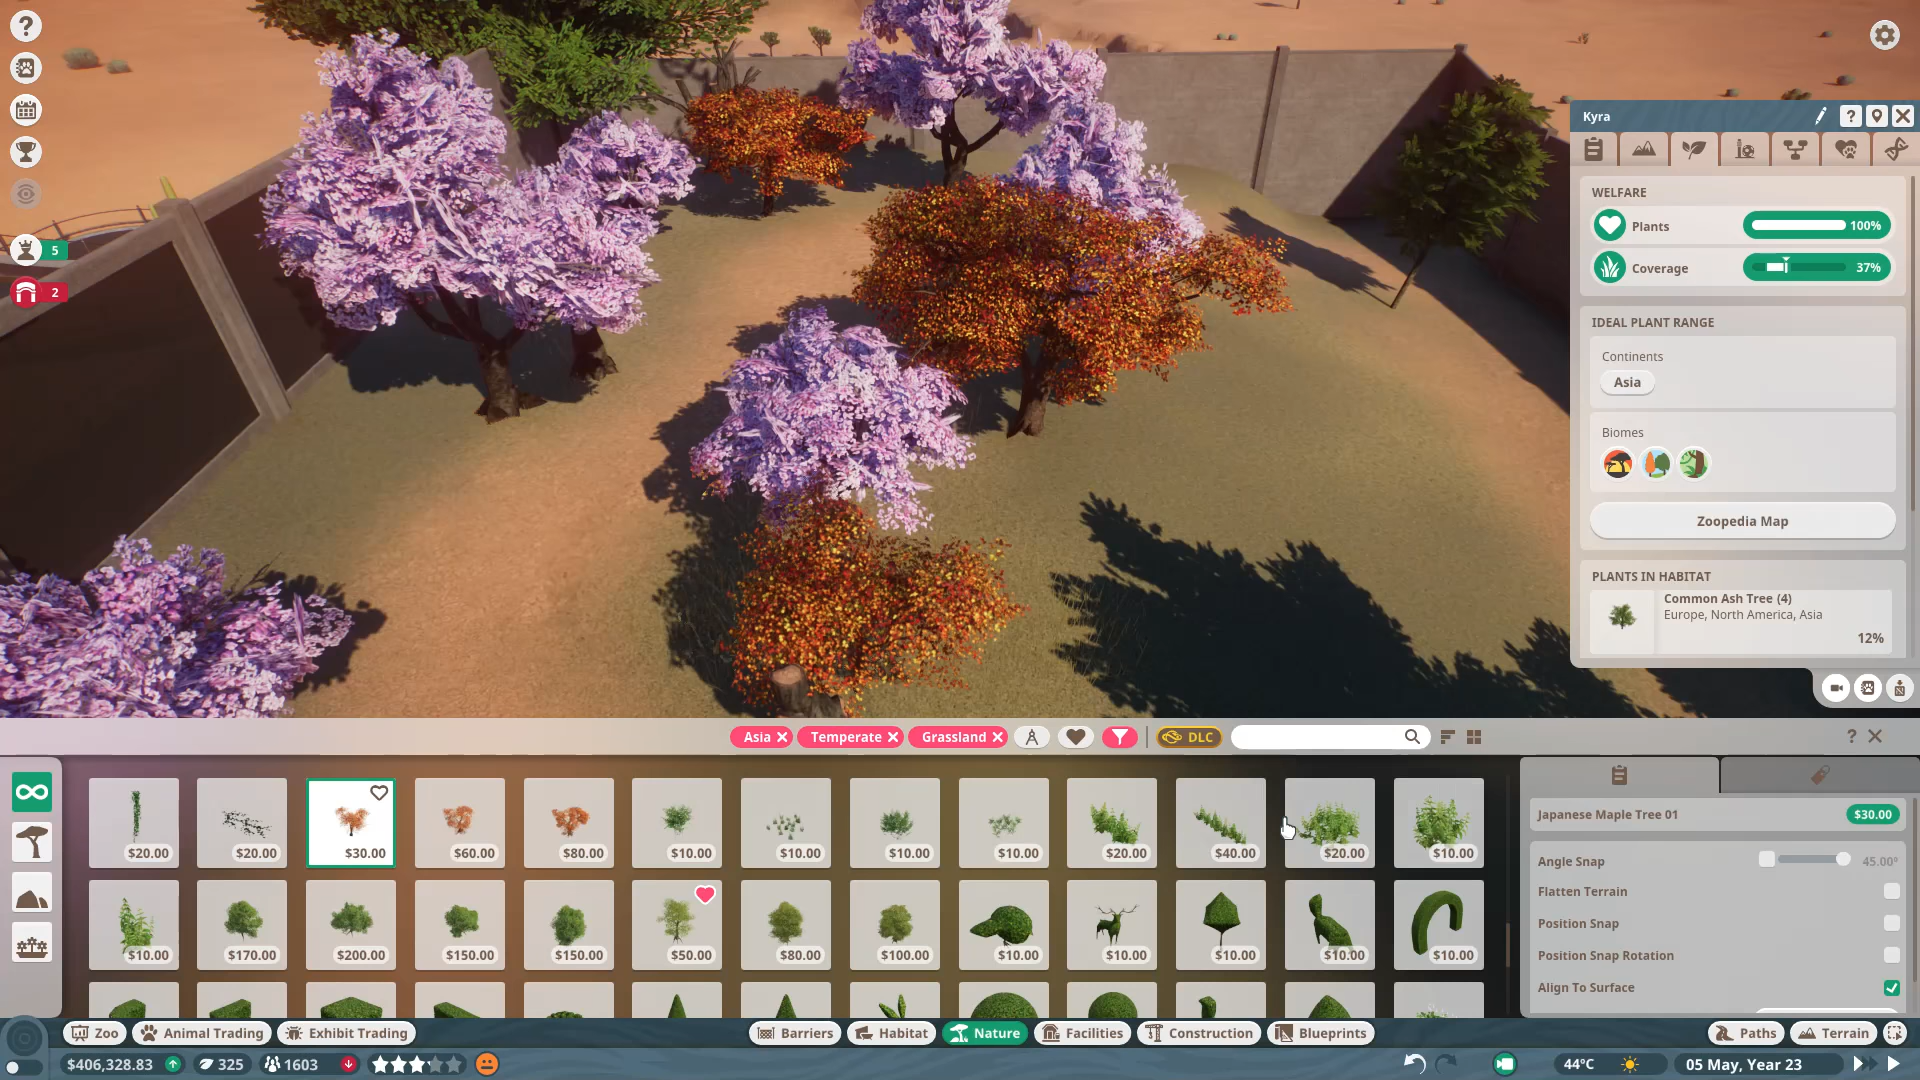 5
2
Kyra
WELFARE
Plants 100%
Coverage 37%
IDEAL PLANT RANGE
Continents
Asia
Biomes
Zoopedia Map
PLANTS IN HABITAT
Common Ash Tree (4)
Europe, North America, Asia
12%
Asia Temperate Grassland DLC
$20.00 $20.00 $30.00 $60.00 $80.00 $10.00 $10.00 $10.00 $10.00 $20.00 $40.00 $20.00 $10.00
$10.00 $170.00 $200.00 $150.00 $150.00 $50.00 $80.00 $100.00 $10.00 $10.00 $10.00 $10.00 $10.00
Japanese Maple Tree 01 $30.00
Angle Snap 45.00°
Flatten Terrain
Position Snap
Position Snap Rotation
Align To Surface
Zoo Animal Trading Exhibit Trading Barriers Habitat Nature Facilities Construction Blueprints Paths Terrain
$406,328.83 325 1603 44°C 05 May, Year 23